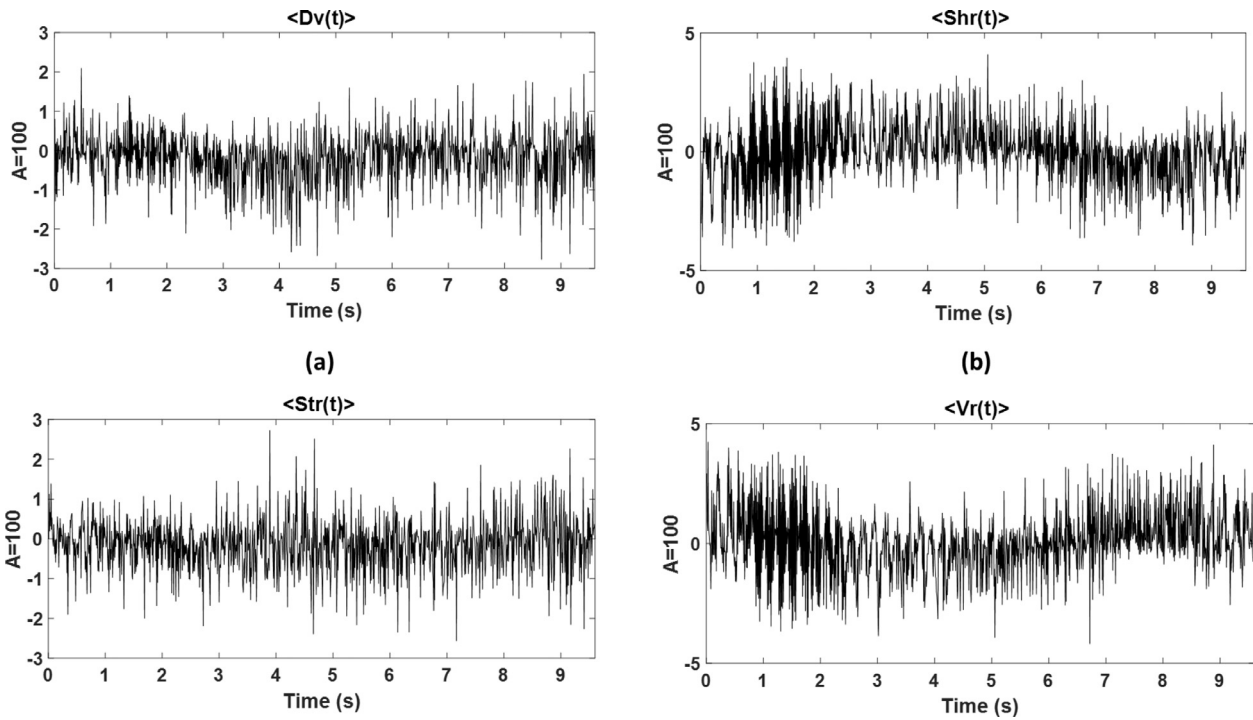 <Dv(t)>
3
2
1
0
-1
-2
-3
A=100
0 1 2 3 4 5 6 7 8 9
Time (s)
(a)
<Shr(t)>
5
0
-5
A=100
0 1 2 3 4 5 6 7 8 9
Time (s)
(b)
<Str(t)>
3
2
1
0
-1
-2
-3
A=100
0 1 2 3 4 5 6 7 8 9
Time (s)
<Vr(t)>
5
0
-5
A=100
0 1 2 3 4 5 6 7 8 9
Time (s)